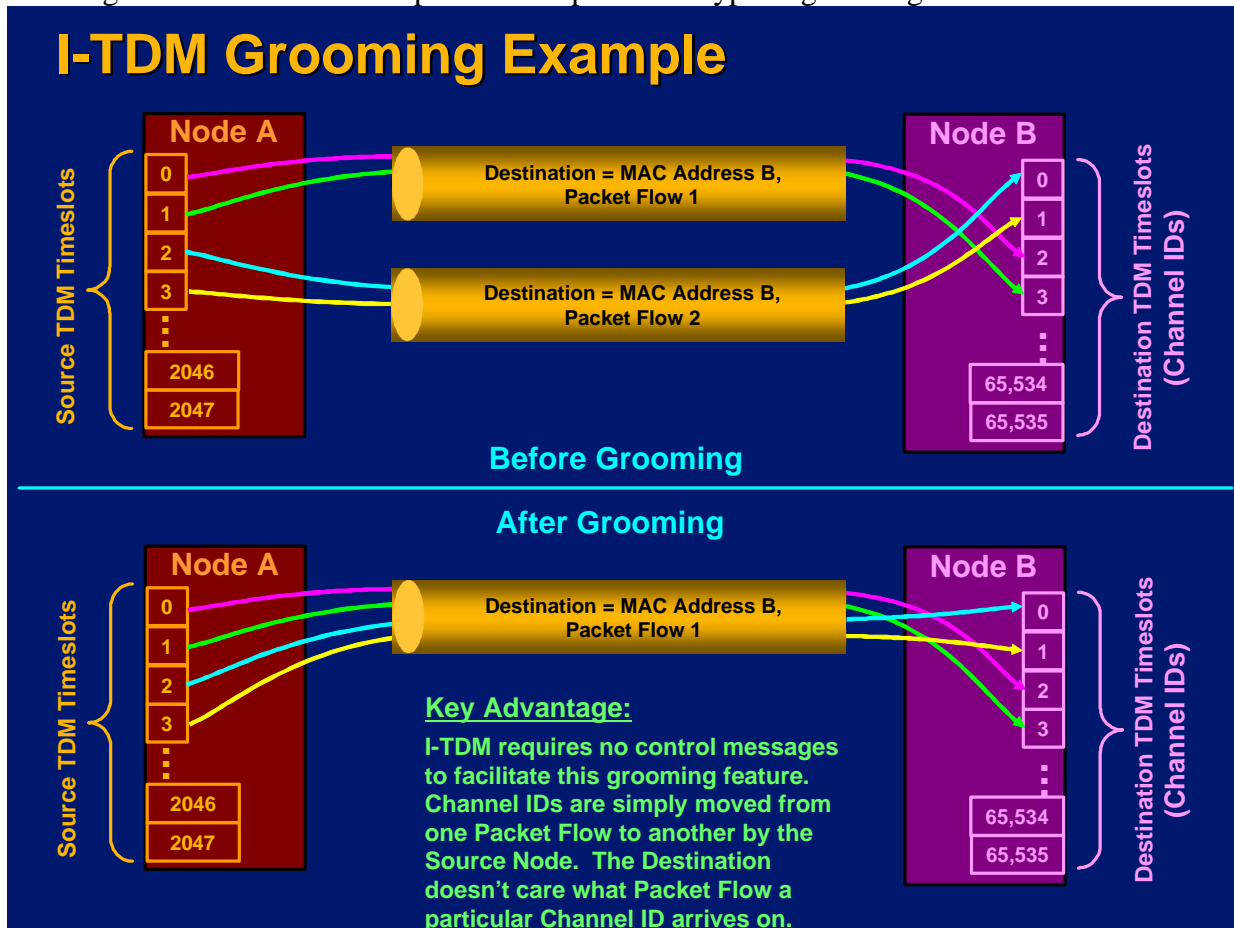 I-TDM Grooming Example
Node A
Node B
Source TDM Timeslots
0
1
2
3
2046
2047
Destination = MAC Address B,
Packet Flow 1
Destination = MAC Address B,
Packet Flow 2
0
1
2
3
65,534
65,535
Destination TDM Timeslots
(Channel IDs)
Before Grooming
After Grooming
Node A
Node B
Source TDM Timeslots
0
1
2
3
2046
2047
Destination = MAC Address B,
Packet Flow 1
0
1
2
3
65,534
65,535
Destination TDM Timeslots
(Channel IDs)
Key Advantage:
I-TDM requires no control messages
to facilitate this grooming feature.
Channel IDs are simply moved from
one Packet Flow to another by the
Source Node. The Destination
doesn't care what Packet Flow a
particular Channel ID arrives on.